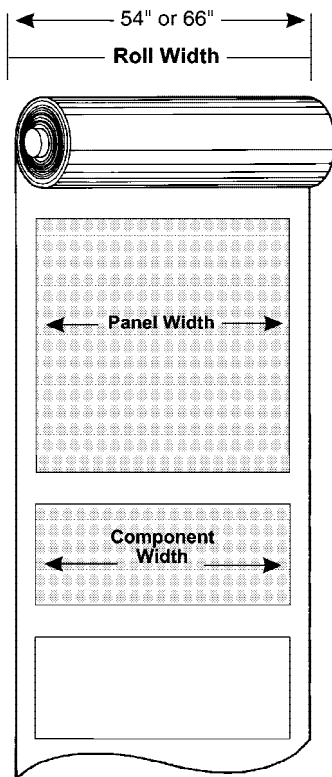 54" or 66"
Roll Width
Panel Width
Component
Width